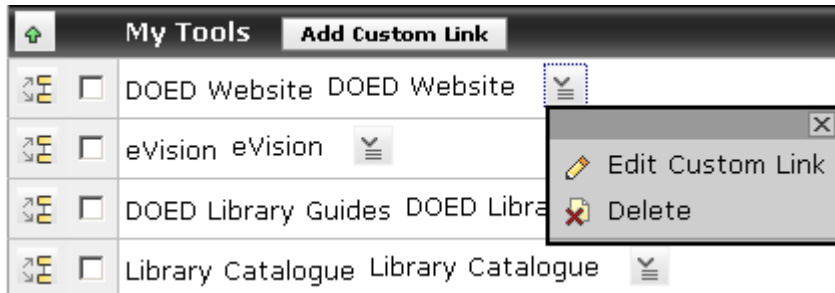 My Tools Add Custom Link
DOED Website DOED Website
eVision eVision
Edit Custom Link
DOED Library Guides DOED Libra
Delete
Library Catalogue Library Catalogue